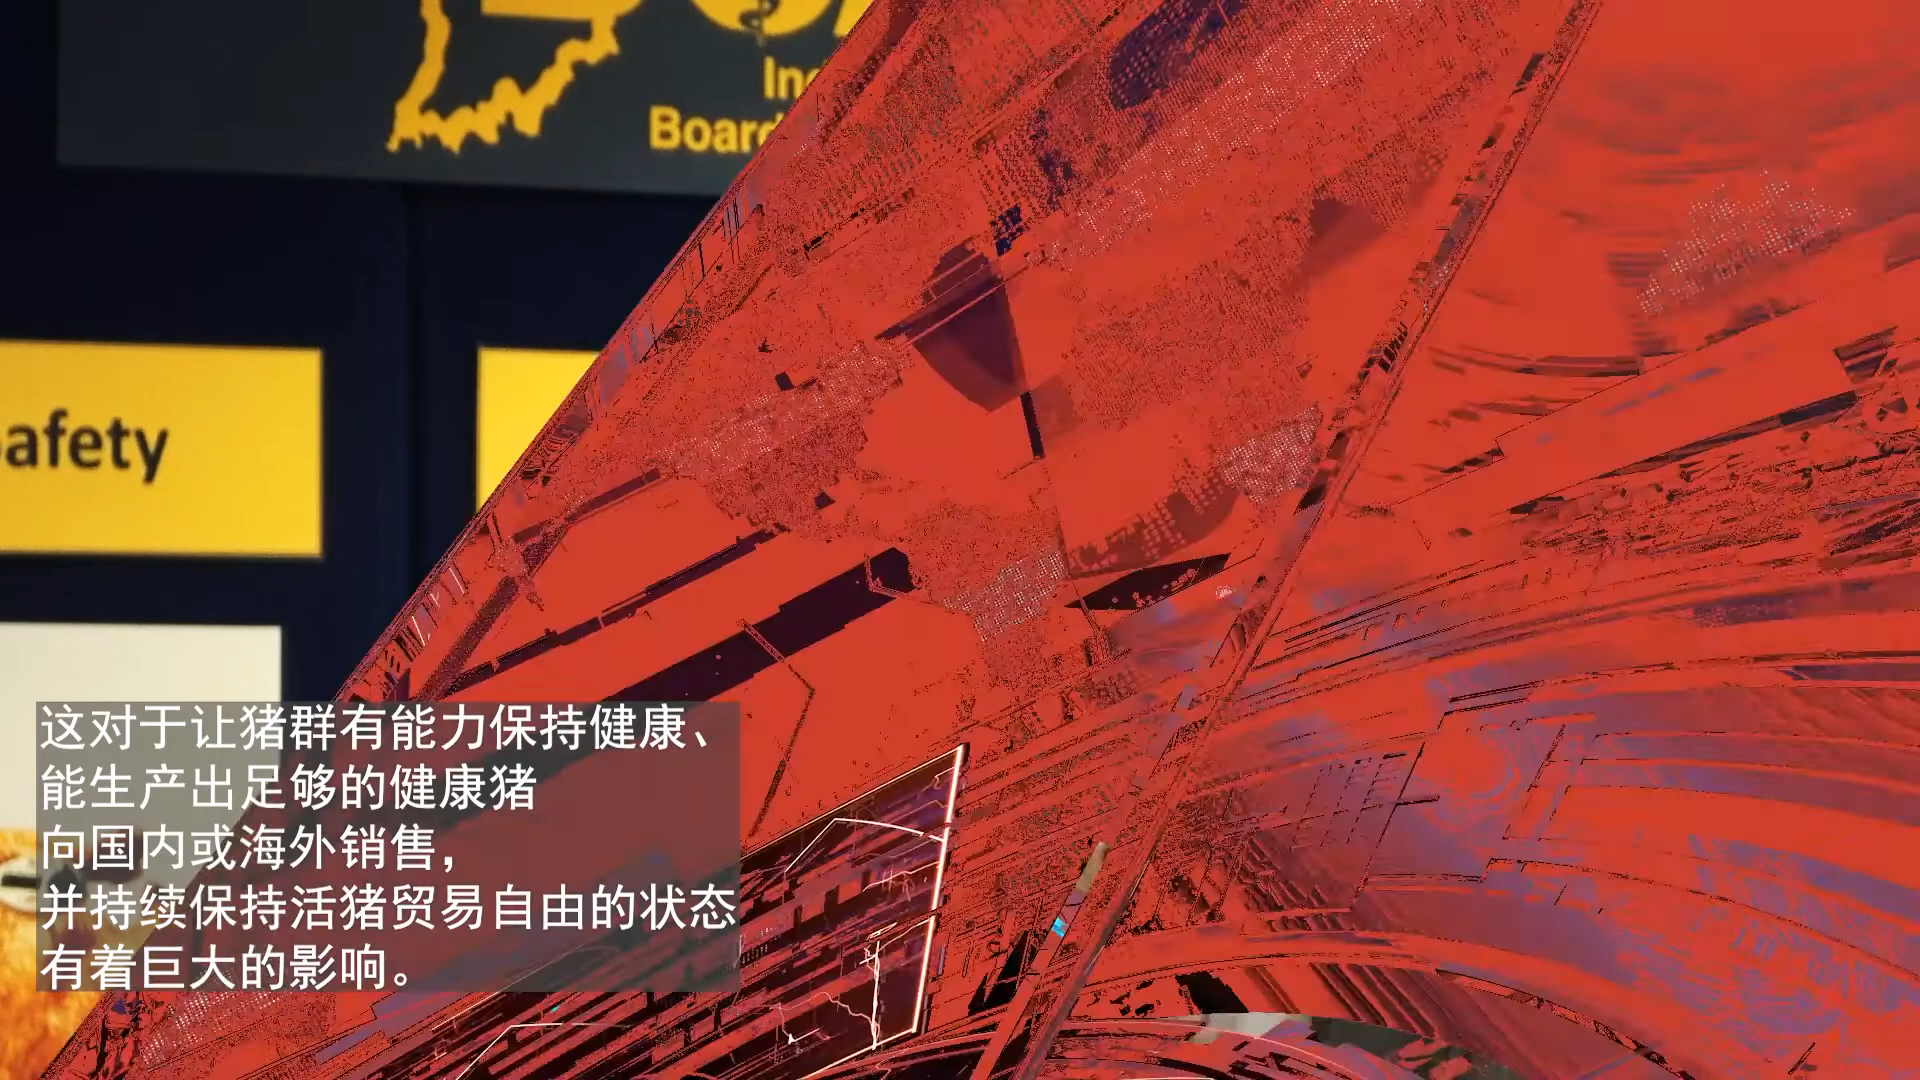 Board
afety
这对于让猪群有能力保持健康、
能生产出足够的健康猪
向国内或海外销售，
并持续保持活猪贸易自由的状态
有着巨大的影响。